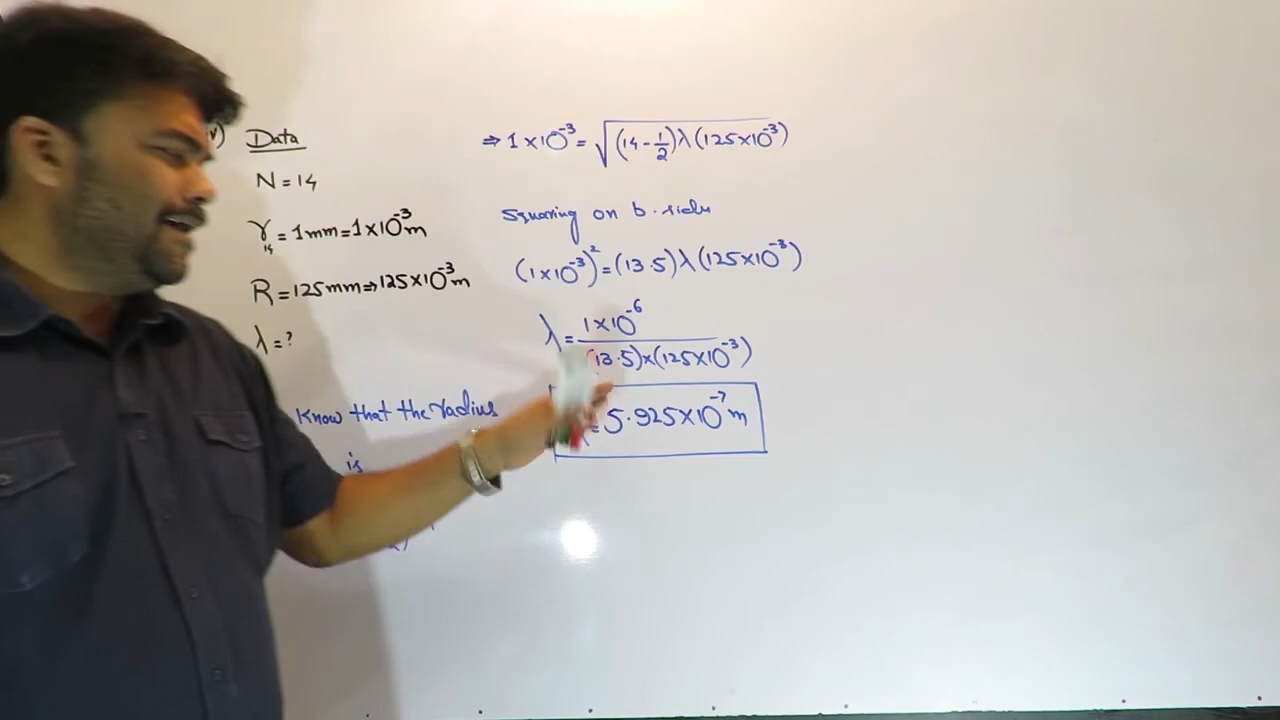 v) Data
N=14
r₁₄=1mm=1×10⁻³m
R=125mm⇒125×10⁻³m
λ=?
Know that the radius
is
⇒1×10⁻³=√(14-1/2)λ(125×10⁻³)
Squaring on b.sides
(1×10⁻³)²=(13.5)λ(125×10⁻³)
λ=1×10⁻⁶/(13.5)×(125×10⁻³)
=5.925×10⁻⁷m